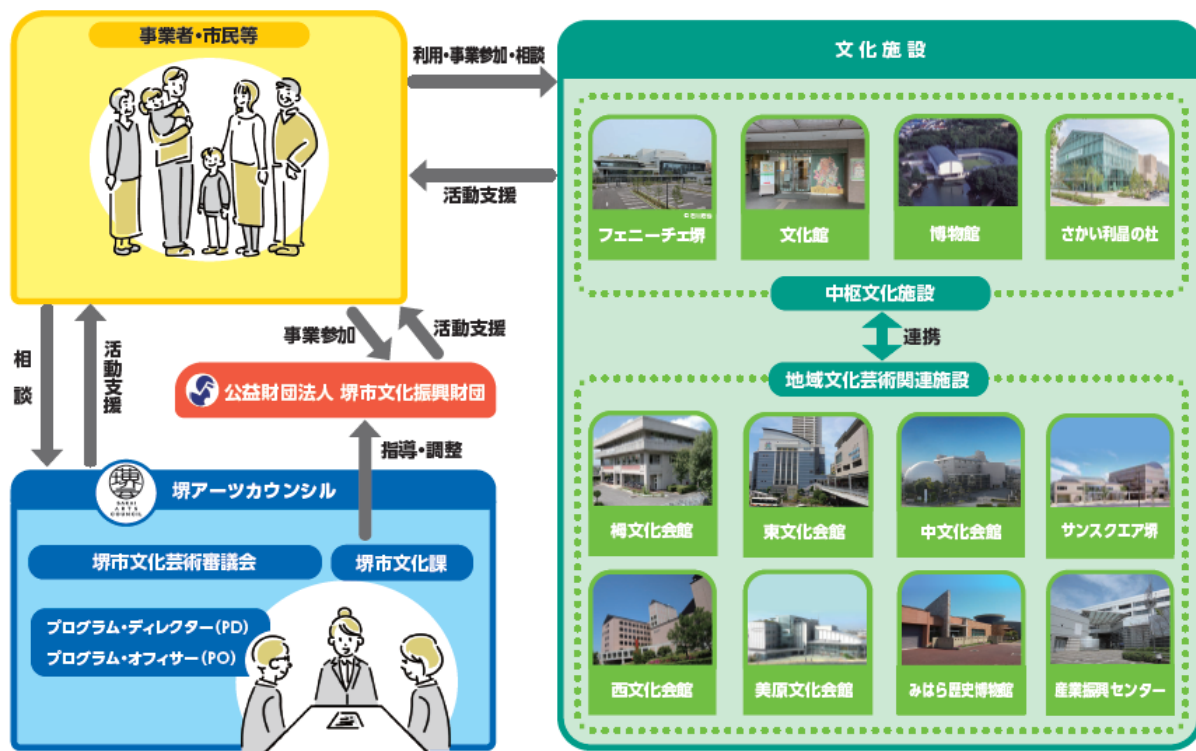 事業者・市民等
利用・事業参加・相談
活動支援
文化施設
フェニーチェ堺
文化館
博物館
さかい利晶の杜
中枢文化施設
連携
地域文化芸術関連施設
栂文化会館
東文化会館
中文化会館
サンスクエア堺
西文化会館
美原文化会館
みはら歴史博物館
産業振興センター
相談
活動支援
事業参加
活動支援
公益財団法人 堺市文化振興財団
指導・調整
堺
SAKAI
ARTS
COUNCIL
堺アーツカウンシル
堺市文化芸術審議会
堺市文化課
プログラム・ディレクター(PD)
プログラム・オフィサー(PO)